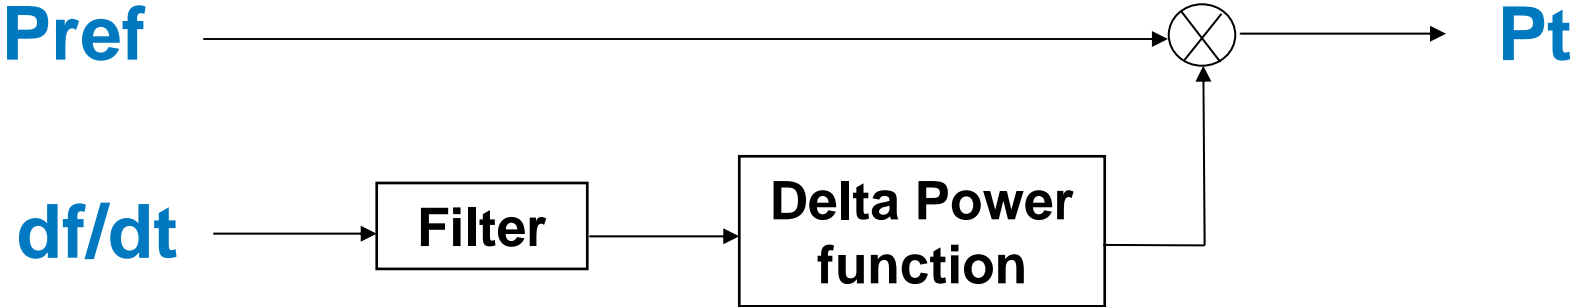 Pref
Pt
df/dt
Filter
Delta Power
function